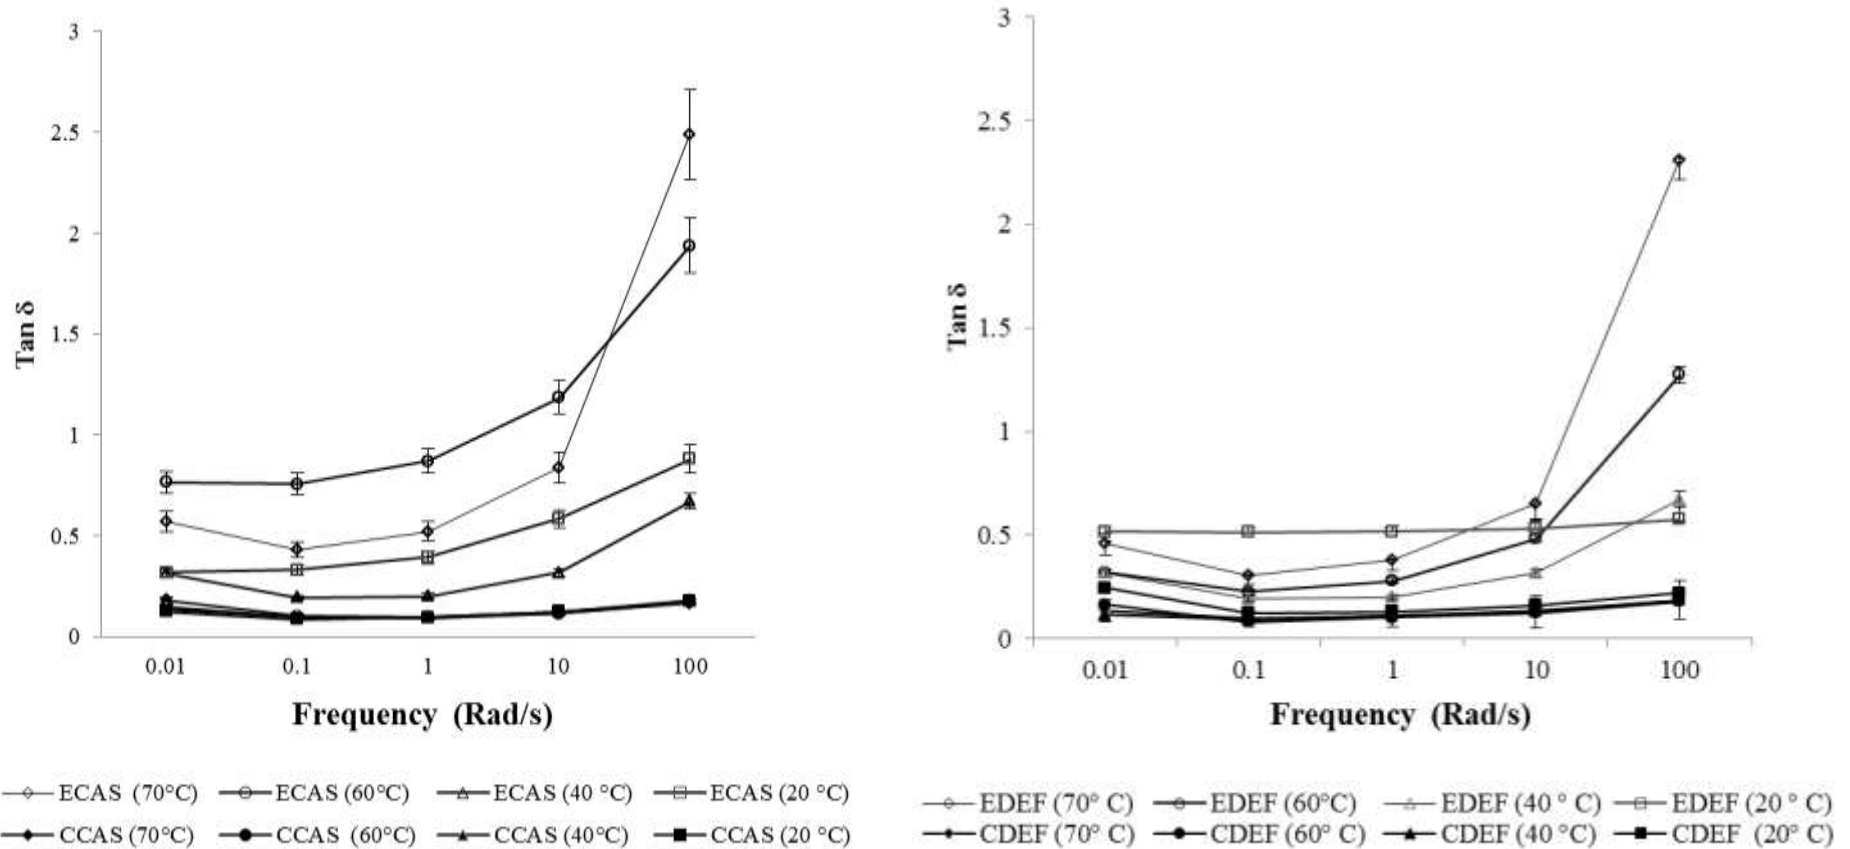 3
2.5
2
1.5
1
0.5
0
Tan δ
0.01 0.1 1 10 100
Frequency (Rad/s)
ECAS (70°C) ECAS (60°C) ECAS (40 °C) ECAS (20 °C)
CCAS (70°C) CCAS (60°C) CCAS (40°C) CCAS (20 °C)
3
2.5
2
1.5
1
0.5
0
Tan δ
0.01 0.1 1 10 100
Frequency (Rad/s)
EDEF (70° C) EDEF (60°C) EDEF (40 ° C) EDEF (20 ° C)
CDEF (70° C) CDEF (60° C) CDEF (40 °C) CDEF (20° C)